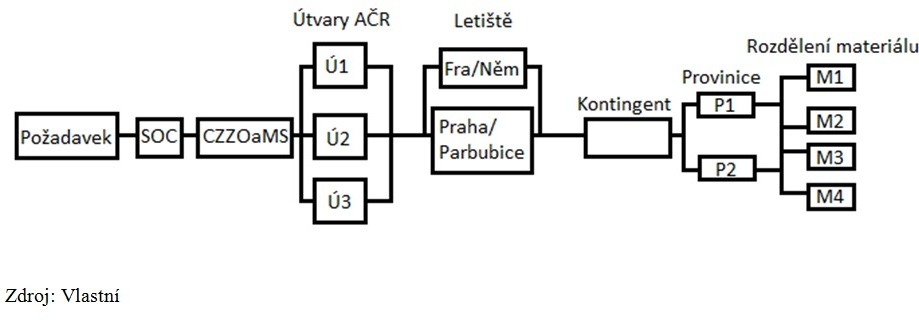 Útvary AČR
Letiště
Rozdělení materiálu
Provinice
Kontingent
Požadavek
SOC
CZZOaMS
Ú1
Ú2
Ú3
Fra/Něm
Praha/
Parbubice
P1
P2
M1
M2
M3
M4
Zdroj: Vlastní